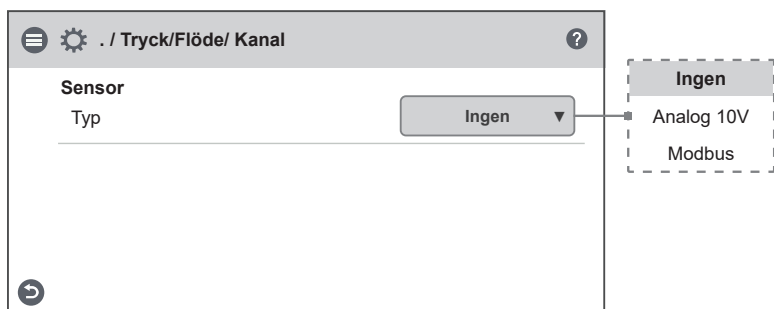 . / Tryck/Flöde/ Kanal
?
Sensor
Typ
Ingen ▼
Ingen
Analog 10V
Modbus